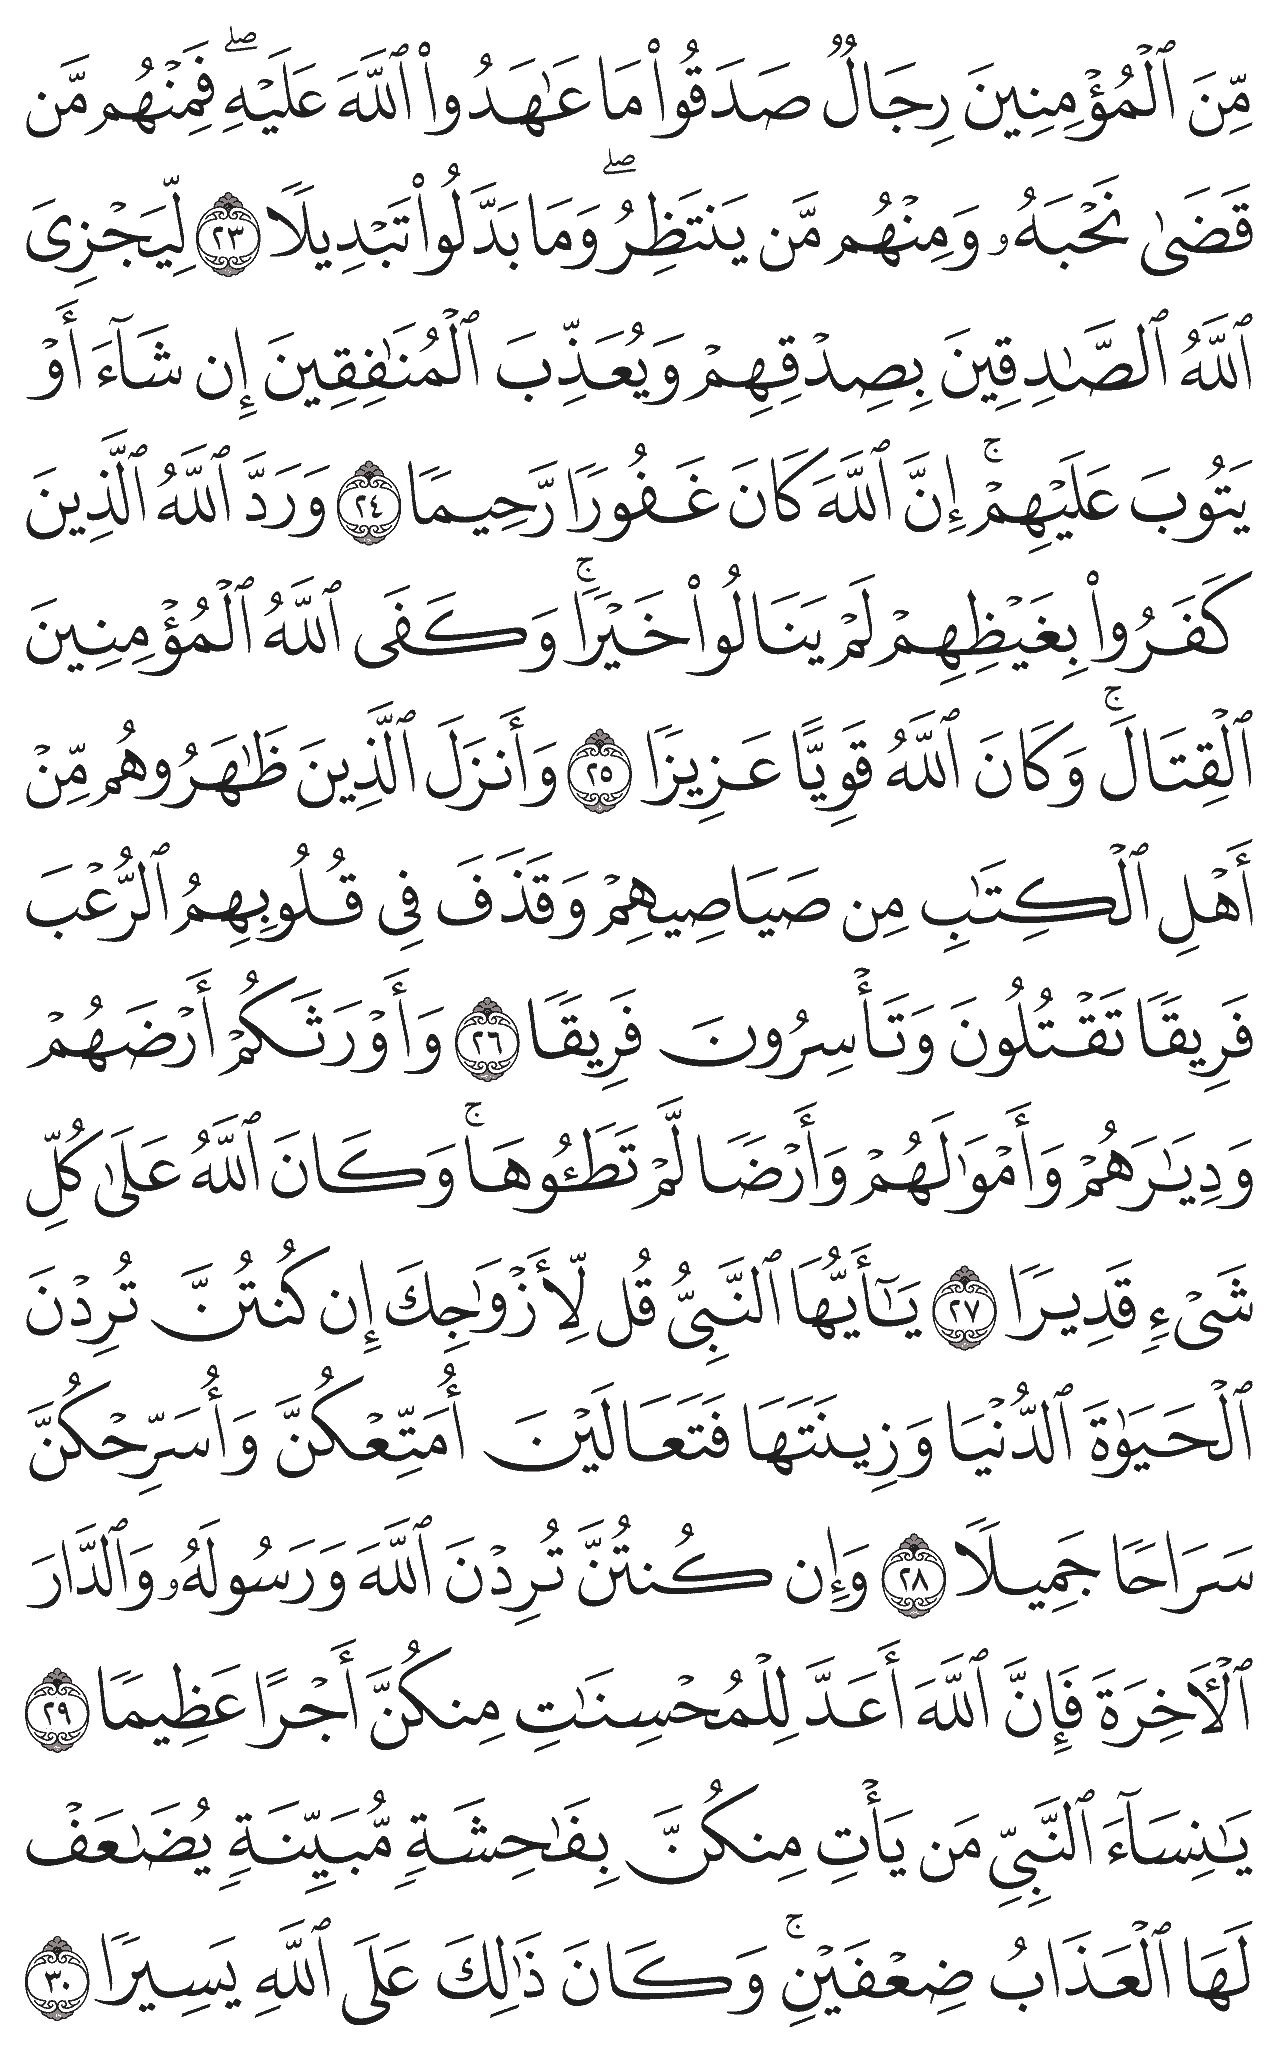 مِّنَ ٱلْمُؤْمِنِينَ رِجَالٌ صَدَقُوا۟ مَا عَـٰهَدُوا۟ ٱللَّهَ عَلَيْهِ ۖ فَمِنْهُم مَّن
قَضَىٰ نَحْبَهُۥ وَمِنْهُم مَّن يَنتَظِرُ ۖ وَمَا بَدَّلُوا۟ تَبْدِيلًا ٢٣ لِّيَجْزِىَ
ٱللَّهُ ٱلصَّـٰدِقِينَ بِصِدْقِهِمْ وَيُعَذِّبَ ٱلْمُنَـٰفِقِينَ إِن شَآءَ أَوْ
يَتُوبَ عَلَيْهِمْ ۚ إِنَّ ٱللَّهَ كَانَ غَفُورًا رَّحِيمًا ٢٤ وَرَدَّ ٱللَّهُ ٱلَّذِينَ
كَفَرُوا۟ بِغَيْظِهِمْ لَمْ يَنَالُوا۟ خَيْرًا ۚ وَكَفَى ٱللَّهُ ٱلْمُؤْمِنِينَ
ٱلْقِتَالَ ۚ وَكَانَ ٱللَّهُ قَوِيًّا عَزِيزًا ٢٥ وَأَنزَلَ ٱلَّذِينَ ظَـٰهَرُوهُم مِّنْ
أَهْلِ ٱلْكِتَـٰبِ مِن صَيَاصِيهِمْ وَقَذَفَ فِى قُلُوبِهِمُ ٱلرُّعْبَ
فَرِيقًا تَقْتُلُونَ وَتَأْسِرُونَ فَرِيقًا ٢٦ وَأَوْرَثَكُمْ أَرْضَهُمْ
وَدِيَـٰرَهُمْ وَأَمْوَٰلَهُمْ وَأَرْضًا لَّمْ تَطَـُٔوهَا ۚ وَكَانَ ٱللَّهُ عَلَىٰ كُلِّ
شَىْءٍ قَدِيرًا ٢٧ يَـٰٓأَيُّهَا ٱلنَّبِىُّ قُل لِّأَزْوَٰجِكَ إِن كُنتُنَّ تُرِدْنَ
ٱلْحَيَوٰةَ ٱلدُّنْيَا وَزِينَتَهَا فَتَعَالَيْنَ أُمَتِّعْكُنَّ وَأُسَرِّحْكُنَّ
سَرَاحًا جَمِيلًا ٢٨ وَإِن كُنتُنَّ تُرِدْنَ ٱللَّهَ وَرَسُولَهُۥ وَٱلدَّارَ
ٱلْـَٔاخِرَةَ فَإِنَّ ٱللَّهَ أَعَدَّ لِلْمُحْسِنَـٰتِ مِنكُنَّ أَجْرًا عَظِيمًا ٢٩
يَـٰنِسَآءَ ٱلنَّبِىِّ مَن يَأْتِ مِنكُنَّ بِفَـٰحِشَةٍ مُّبَيِّنَةٍ يُضَـٰعَفْ
لَهَا ٱلْعَذَابُ ضِعْفَيْنِ ۚ وَكَانَ ذَٰلِكَ عَلَى ٱللَّهِ يَسِيرًا ٣٠